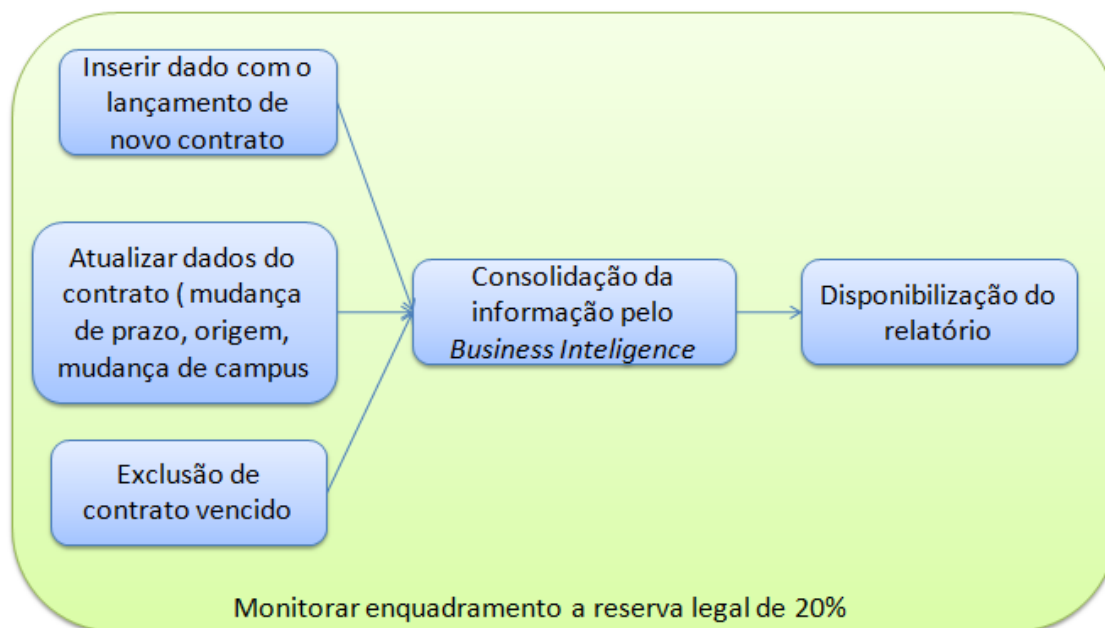 Inserir dado com o
lançamento de
novo contrato
Atualizar dados do
contrato ( mudança
de prazo, origem,
mudança de campus
Exclusão de
contrato vencido
Consolidação da
informação pelo
Business Inteligence
Disponibilização do
relatório
Monitorar enquadramento a reserva legal de 20%